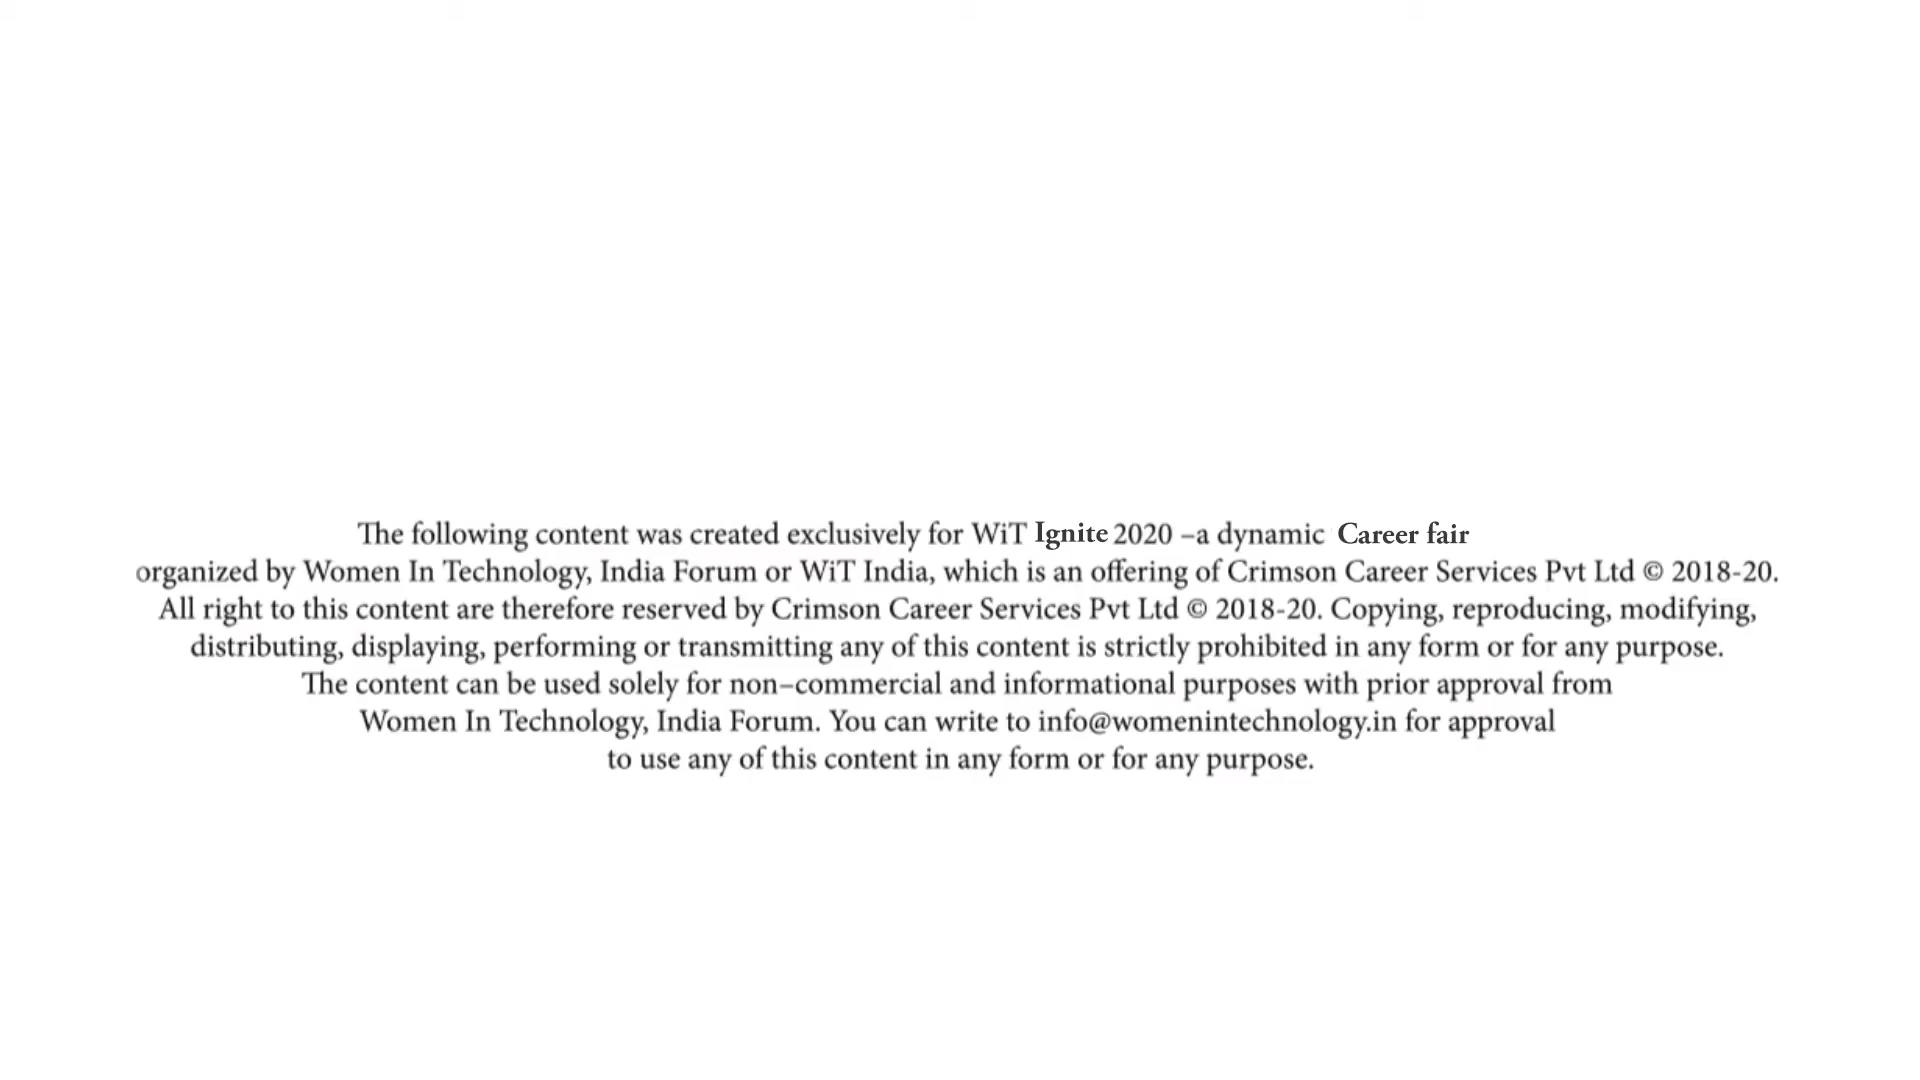 The following content was created exclusively for WiT Ignite 2020 –a dynamic Career fair
organized by Women In Technology, India Forum or WiT India, which is an offering of Crimson Career Services Pvt Ltd © 2018-20.
All right to this content are therefore reserved by Crimson Career Services Pvt Ltd © 2018-20. Copying, reproducing, modifying,
distributing, displaying, performing or transmitting any of this content is strictly prohibited in any form or for any purpose.
The content can be used solely for non–commercial and informational purposes with prior approval from
Women In Technology, India Forum. You can write to info@womenintechnology.in for approval
to use any of this content in any form or for any purpose.